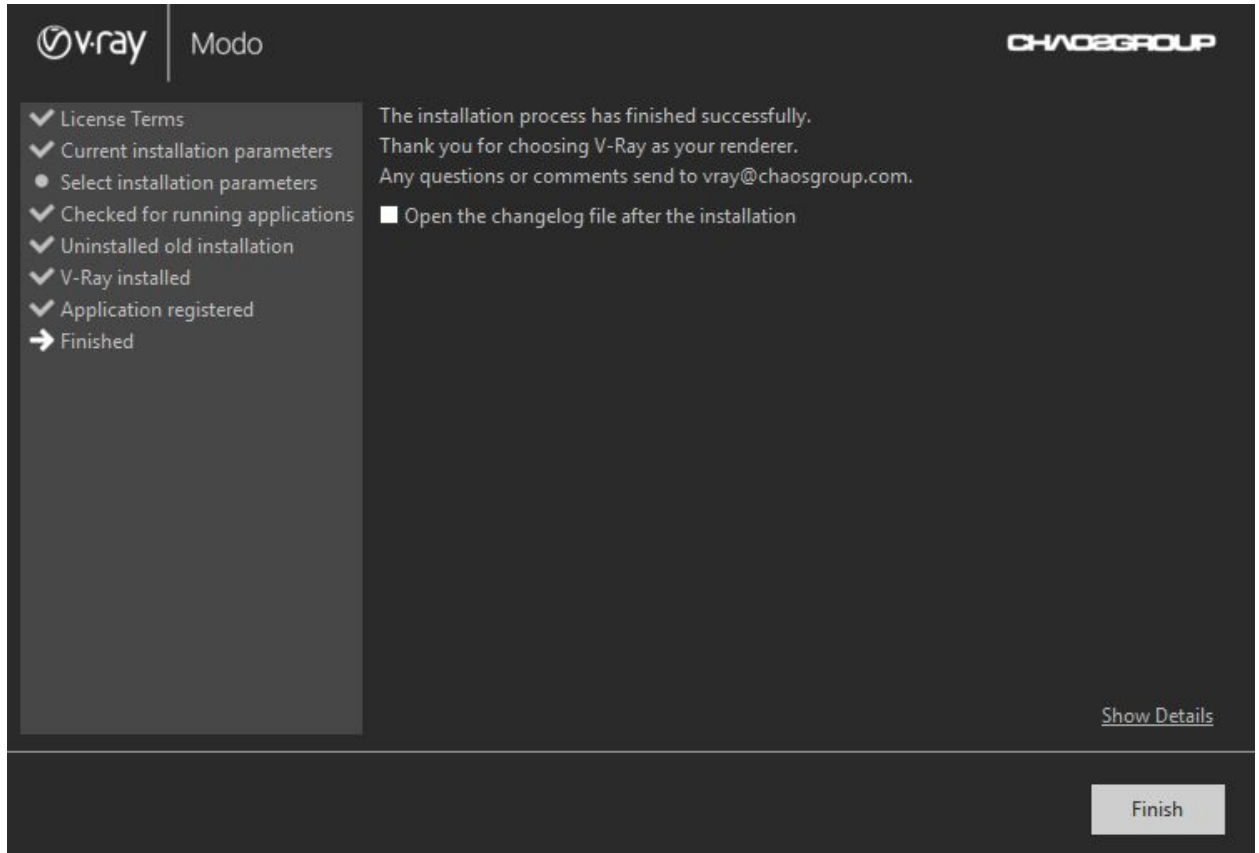 v·ray
Modo
CHAOSGROUP
License Terms
Current installation parameters
Select installation parameters
Checked for running applications
Uninstalled old installation
V-Ray installed
Application registered
Finished
The installation process has finished successfully.
Thank you for choosing V-Ray as your renderer.
Any questions or comments send to vray@chaosgroup.com.
Open the changelog file after the installation
Show Details
Finish